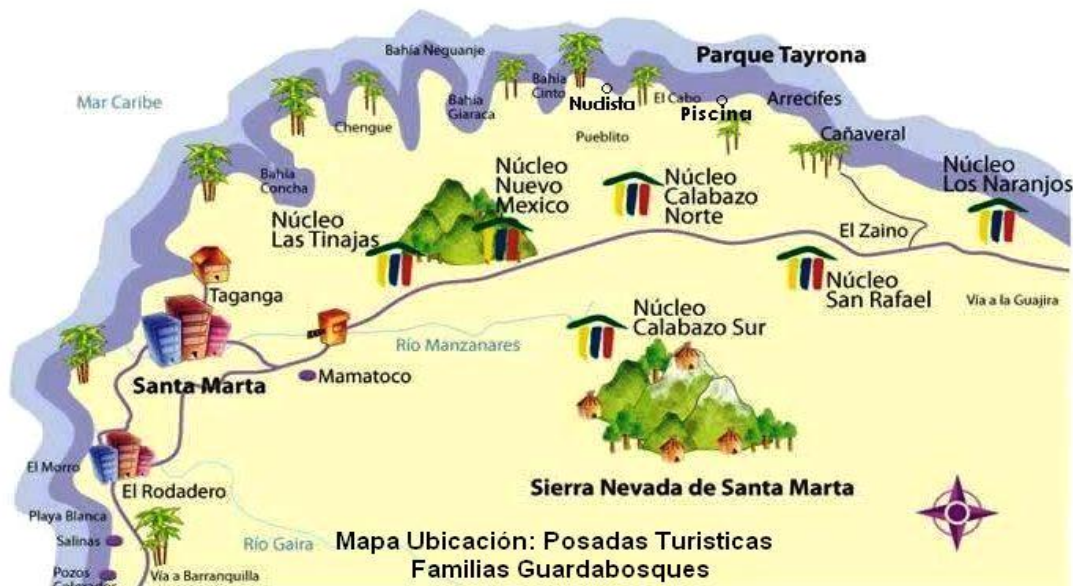 Bahía Neguanje
Parque Tayrona
Mar Caribe
Bahía
Cinto
Nudista
El Cabo
Piscina
Arrecifes
Bahía
Giaraca
Chengue
Pueblito
Cañaveral
Bahía
Concha
Núcleo
Nuevo
Mexico
Núcleo
Calabazo
Norte
Núcleo
Los Naranjos
Núcleo
Las Tinajas
El Zaino
Taganga
Núcleo
San Rafael
Vía a la Guajira
Núcleo
Calabazo Sur
Río Manzanares
Santa Marta
Mamatoco
El Morro
El Rodadero
Sierra Nevada de Santa Marta
Playa Blanca
Salinas
Río Gaira
Mapa Ubicación: Posadas Turisticas
Familias Guardabosques
Pozos
Vía a Barranquilla